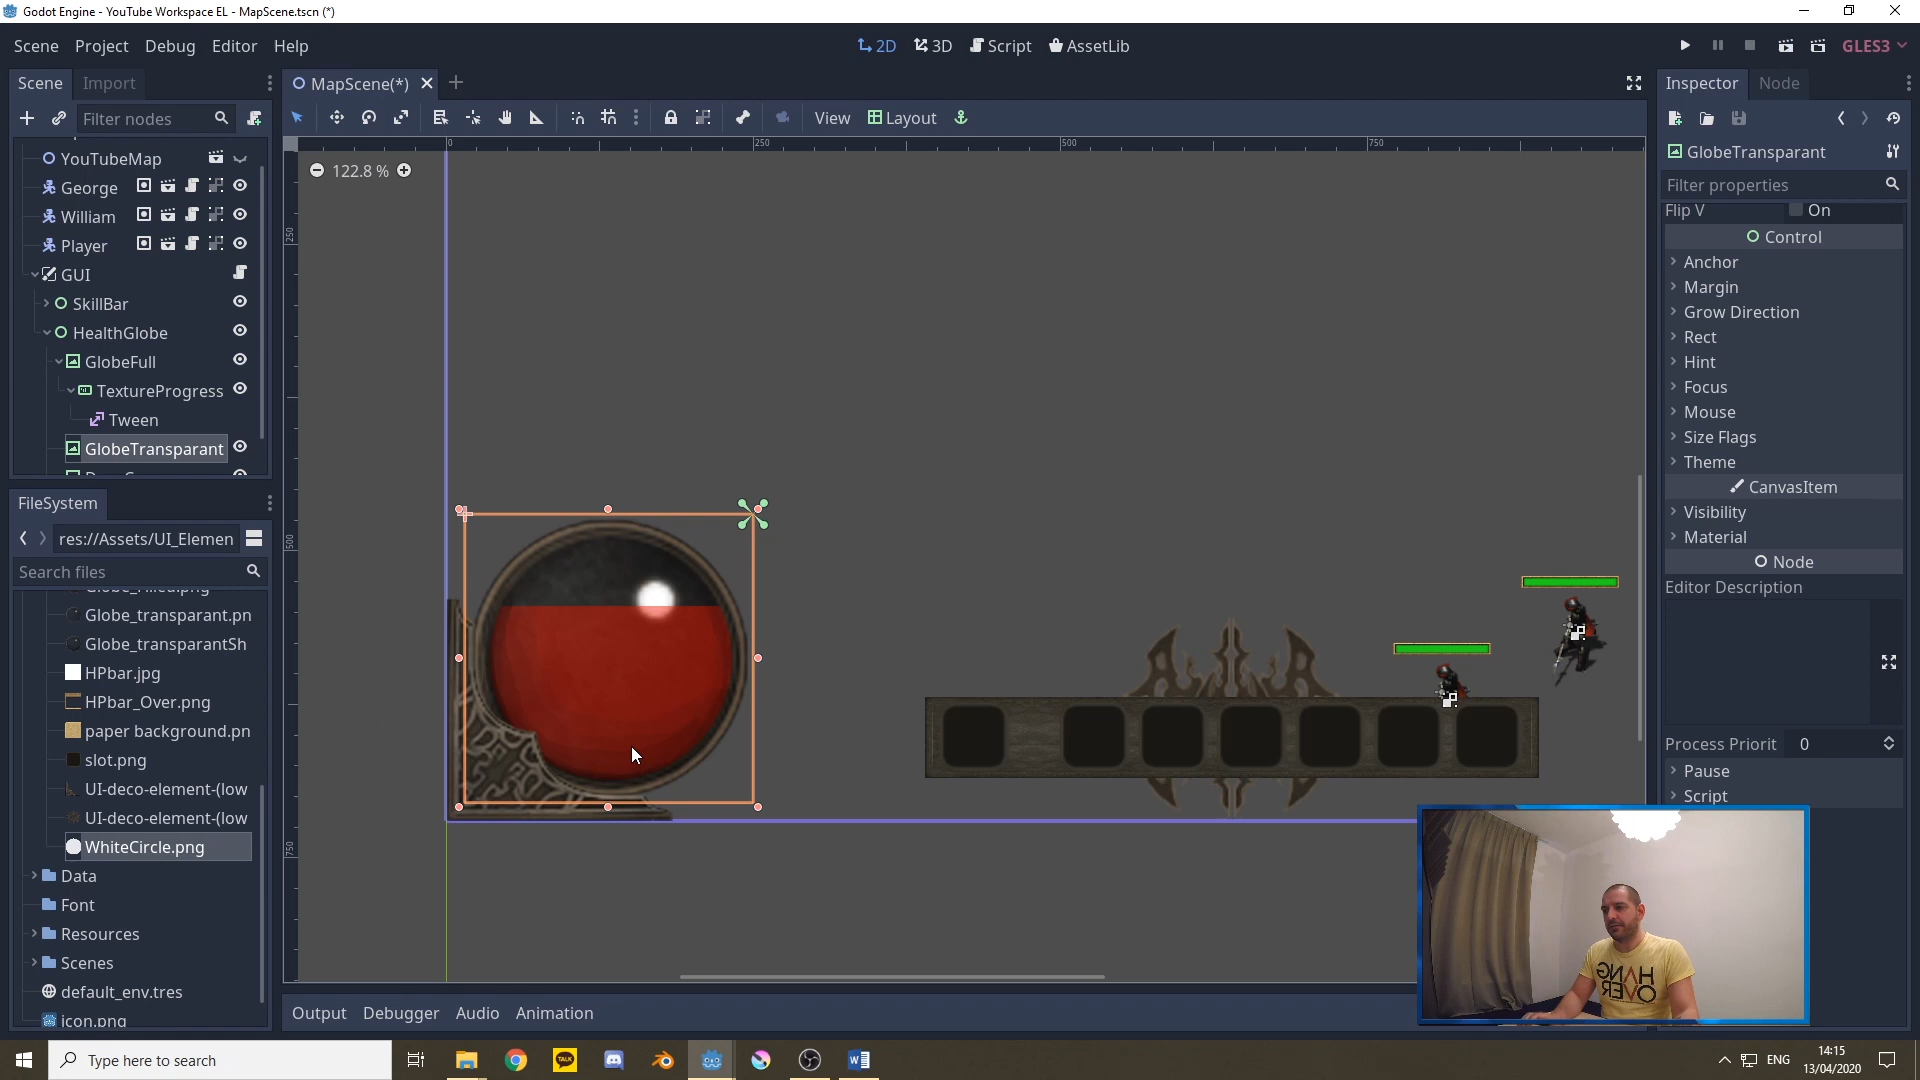 Godot Engine - YouTube Workspace EL - MapScene.tscn (*)
Scene Project Debug Editor Help
2D 3D Script AssetLib
GLES3
Scene Import
MapScene(*)
Inspector Node
Filter nodes
View Layout
YouTubeMap
George
William
Player
GUI
SkillBar
HealthGlobe
GlobeFull
TextureProgress
Tween
GlobeTransparant
0 250 500 750
122.8 %
250
500
750
GlobeTransparant
Filter properties
Flip V On
Control
Anchor
Margin
Grow Direction
Rect
Hint
Focus
Mouse
Size Flags
Theme
CanvasItem
Visibility
Material
Node
Editor Description
Process Priorit 0
Pause
Script
FileSystem
res://Assets/UI_Elemen
Search files
Globe_transparant.pn
Globe_transparantSh
HPbar.jpg
HPbar_Over.png
paper background.pn
slot.png
UI-deco-element-(low
UI-deco-element-(low
WhiteCircle.png
Data
Font
Resources
Scenes
default_env.tres
icon.png
Output Debugger Audio Animation
HANG
OVER
Type here to search
TALK
ENG
14:15
13/04/2020